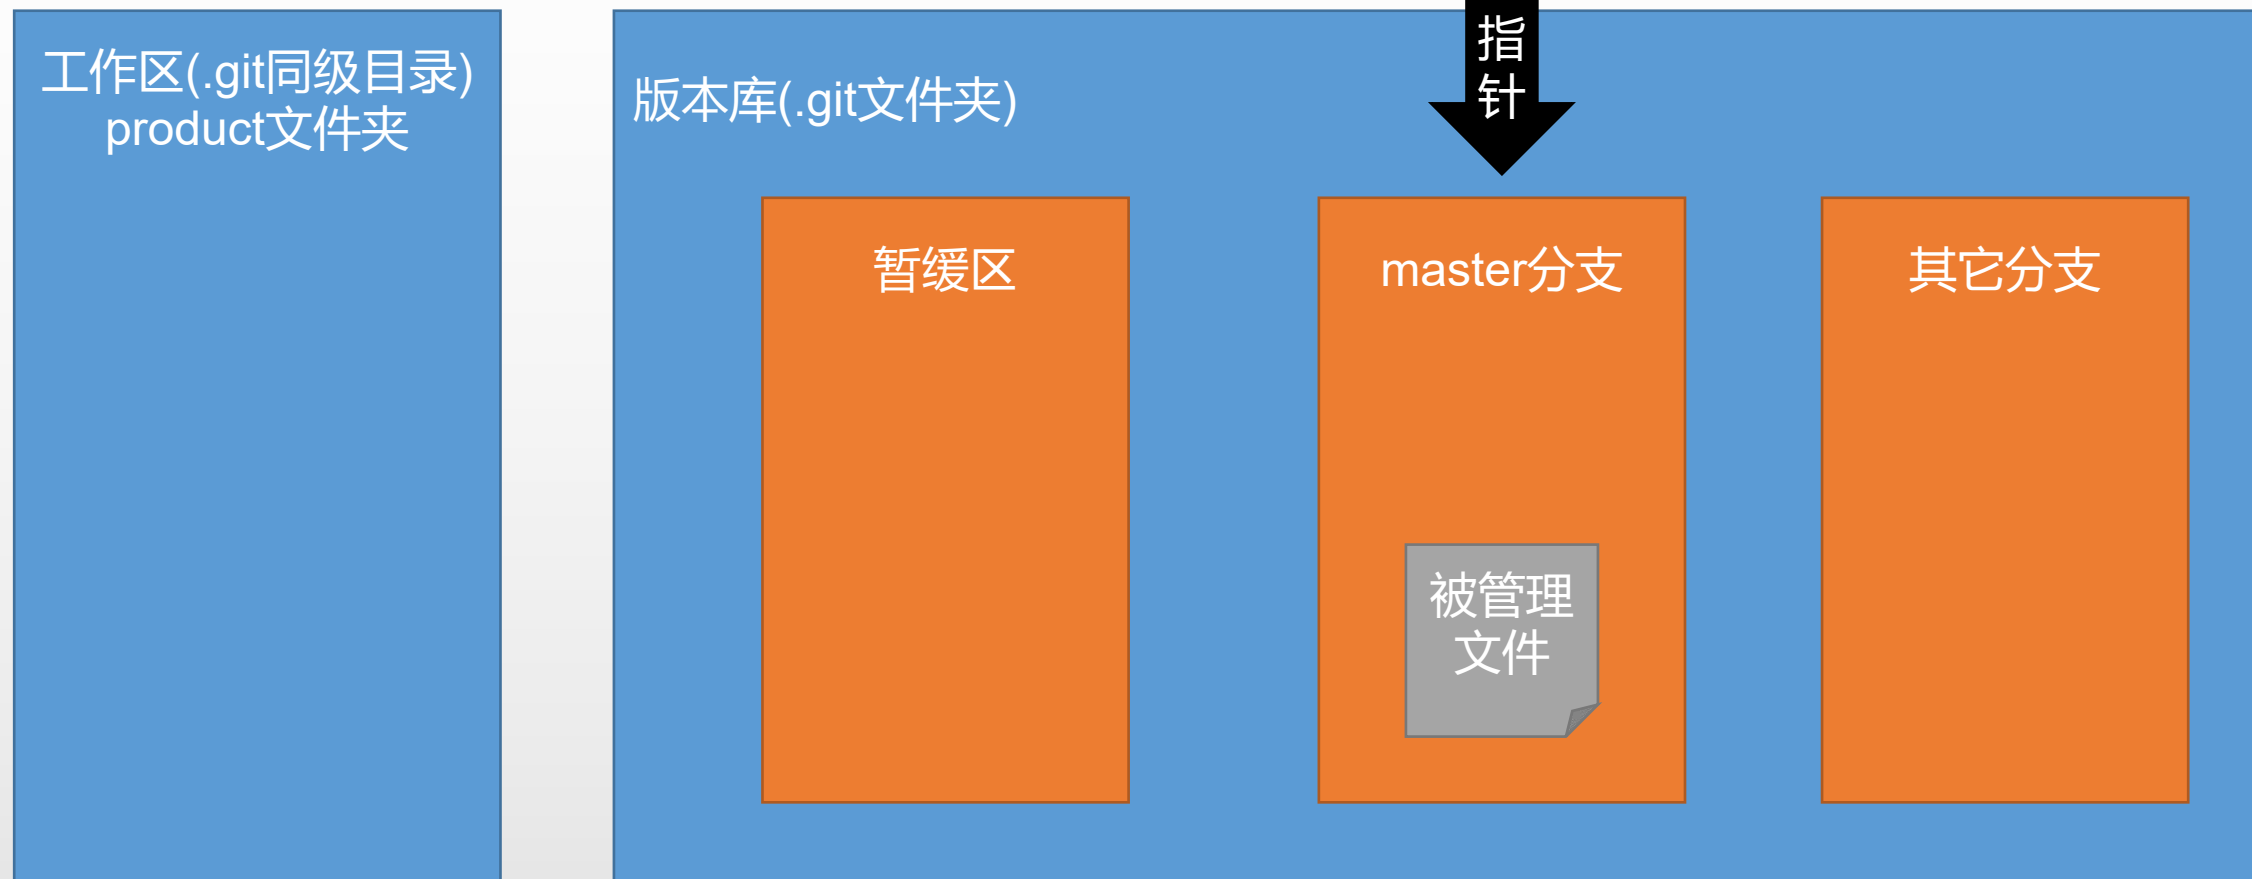 工作区(.git同级目录)
product文件夹
版本库(.git文件夹)
指
针
暂缓区
master分支
其它分支
被管理
文件